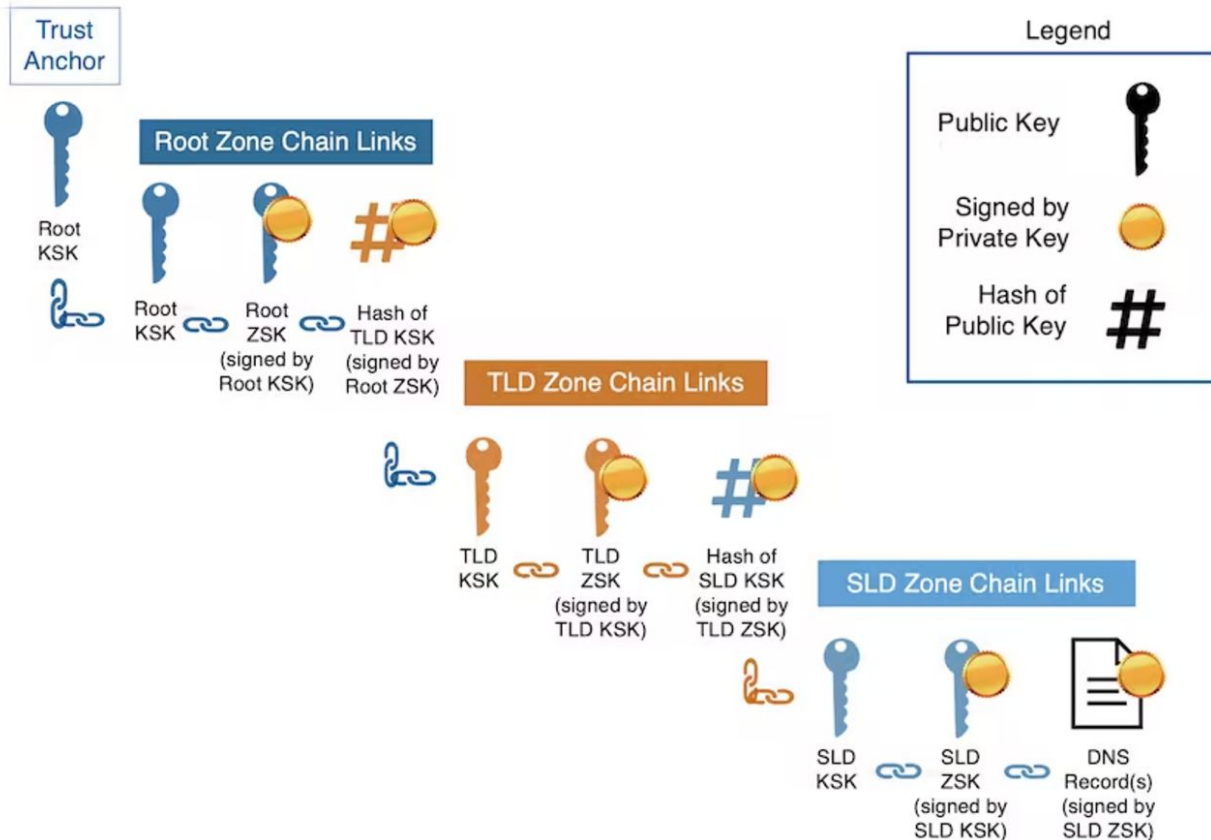 Trust
Anchor
Root
KSK
Root Zone Chain Links
Root
KSK
Root
ZSK
(signed by
Root KSK)
Hash of
TLD KSK
(signed by
Root ZSK)
TLD Zone Chain Links
TLD
KSK
TLD
ZSK
(signed by
TLD KSK)
Hash of
SLD KSK
(signed by
TLD ZSK)
SLD Zone Chain Links
SLD
KSK
SLD
ZSK
(signed by
SLD KSK)
DNS
Record(s)
(signed by
SLD ZSK)
Legend
Public Key
Signed by
Private Key
Hash of
Public Key